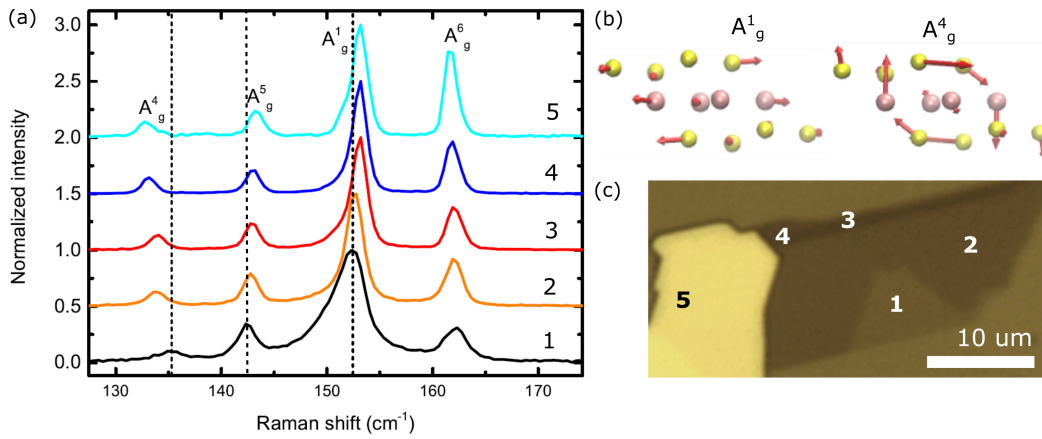 (a)
Normalized intensity
3.0
2.5
2.0
1.5
1.0
0.5
0.0
A⁴g
A⁵g
A¹g
A⁶g
5
4
3
2
1
130
140
150
160
170
Raman shift (cm⁻¹)
(b)
A¹g
A⁴g
(c)
3
4
2
5
1
10 um